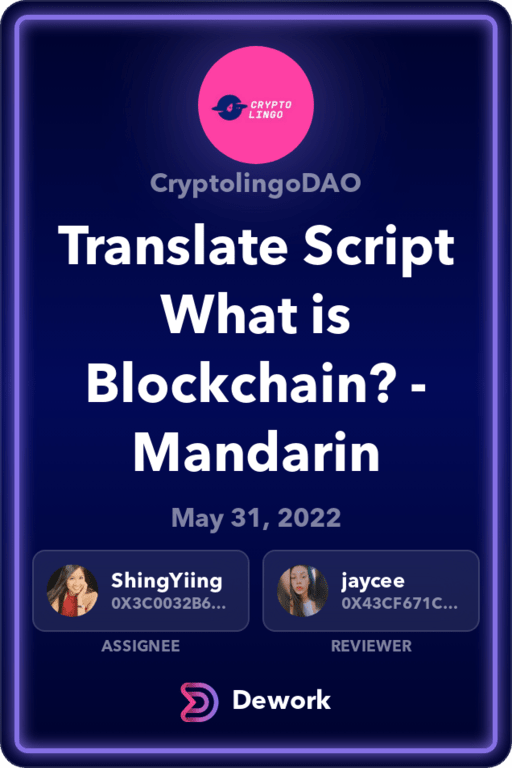 CRYPTO
LINGO
CryptolingoDAO
Translate Script
What is
Blockchain? -
Mandarin
May 31, 2022
ShingYiing
0X3C0032B6...
ASSIGNEE
jaycee
0X43CF671C...
REVIEWER
Dework